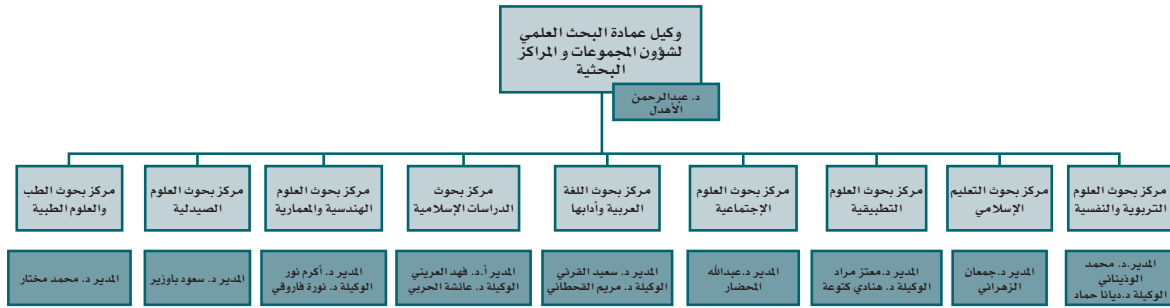 وكيل عمادة البحث العلمي
لشؤون المجموعات و المراكز
البحثية
د. عبدالرحمن
الأهدل
مركز بحوث العلوم
التربوية والنفسية
مركز بحوث التعليم
الإسلامي
مركز بحوث العلوم
التطبيقية
مركز بحوث العلوم
الإجتماعية
مركز بحوث اللغة
العربية وأدابها
مركز بحوث
الدراسات الإسلامية
مركز بحوث العلوم
الهندسية والمعمارية
مركز بحوث العلوم
الصيدلية
مركز بحوث الطب
والعلوم الطبية
المدير.د. محمد
الوذيناني
الوكيلة د.ديانا حماد
المدير د.جمعان
الزهراني
المدير د.معتز مراد
الوكيلة د. هنادي كتوعة
المدير د.عبدالله
المحضار
المدير د. سعيد القرني
الوكيلة د. مريم القحطاني
المدير أ.د. فهد العريني
الوكيلة د. عائشة الحربي
المدير د. أكرم نور
الوكيلة د. نورة فاروقي
المدير د. سعود باوزير
المدير د. محمد مختار